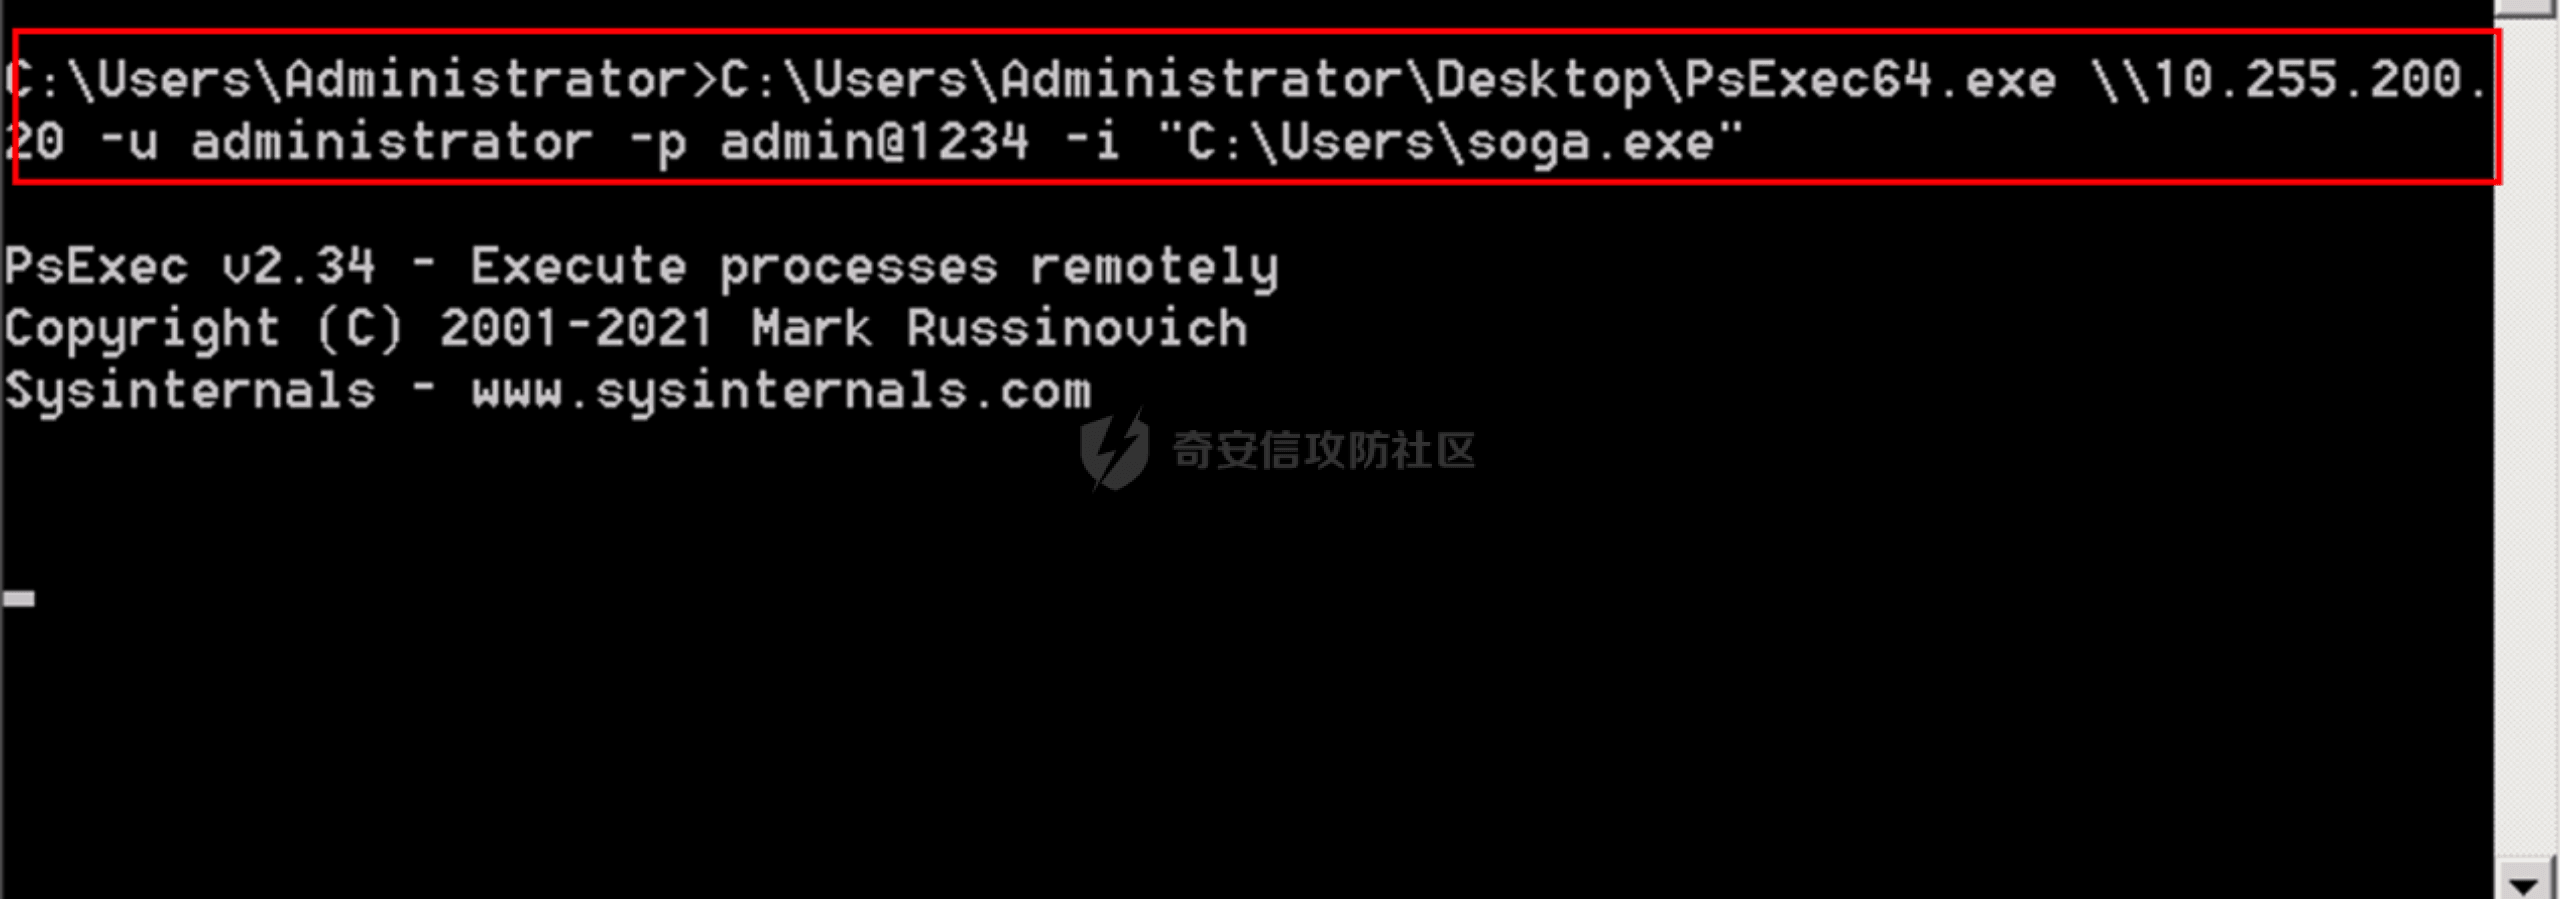 C:\Users\Administrator>C:\Users\Administrator\Desktop\PsExec64.exe \\10.255.200.
20 -u administrator -p admin@1234 -i "C:\Users\soga.exe"
PsExec v2.34 - Execute processes remotely
Copyright (C) 2001-2021 Mark Russinovich
Sysinternals - www.sysinternals.com
奇安信攻防社区